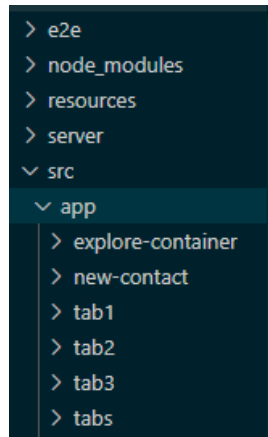 e2e
node_modules
resources
server
src
app
explore-container
new-contact
tab1
tab2
tab3
tabs